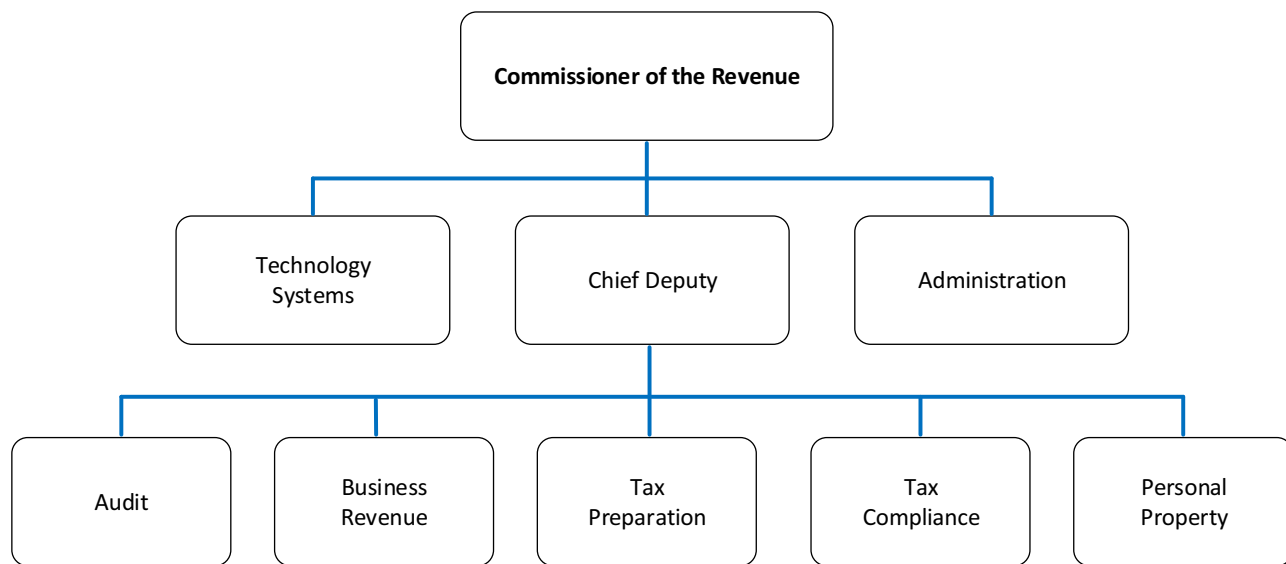 Commissioner of the Revenue
Technology
Systems
Chief Deputy
Administration
Audit
Business
Revenue
Tax
Preparation
Tax
Compliance
Personal
Property